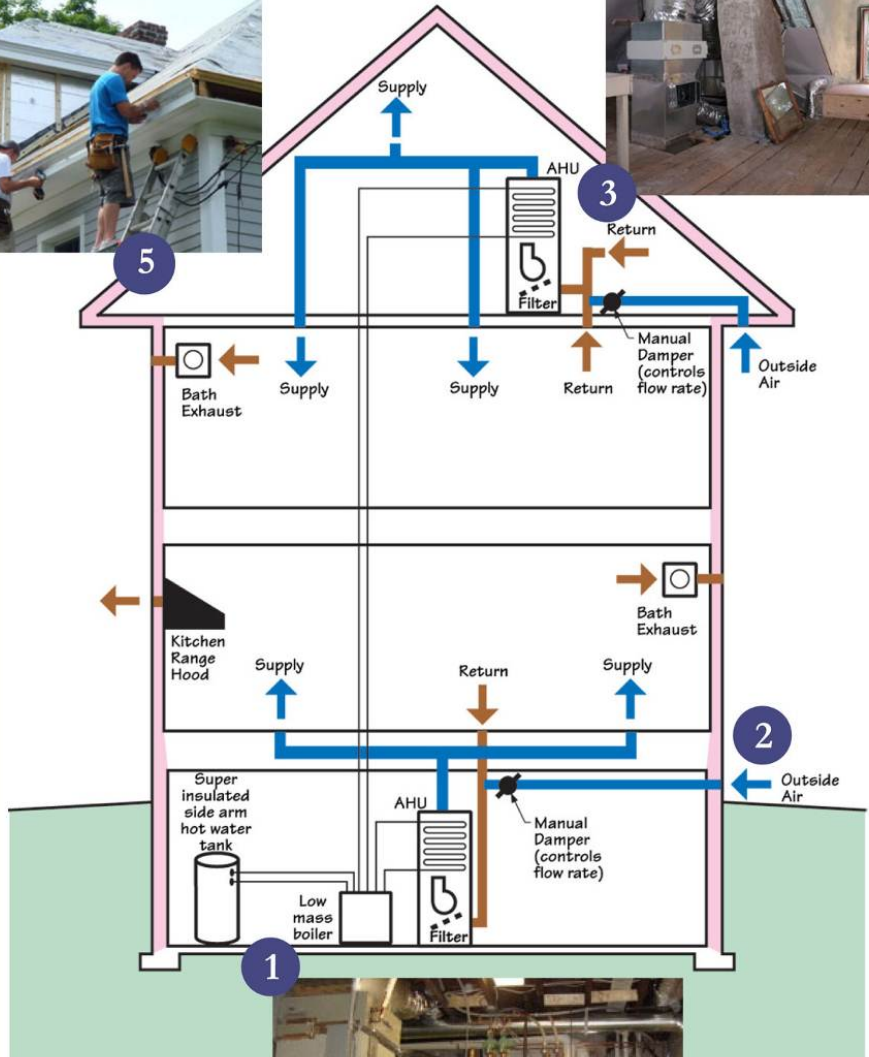 Supply
AHU
3
Return
5
Filter
Manual
Damper
(controls
flow rate)
Outside
Air
Bath
Exhaust
Supply
Supply
Return
Kitchen
Range
Hood
Bath
Exhaust
Supply
Return
Supply
2
Outside
Air
Super
insulated
side arm
hot water
tank
AHU
Manual
Damper
(controls
flow rate)
Low
mass
boiler
Filter
1